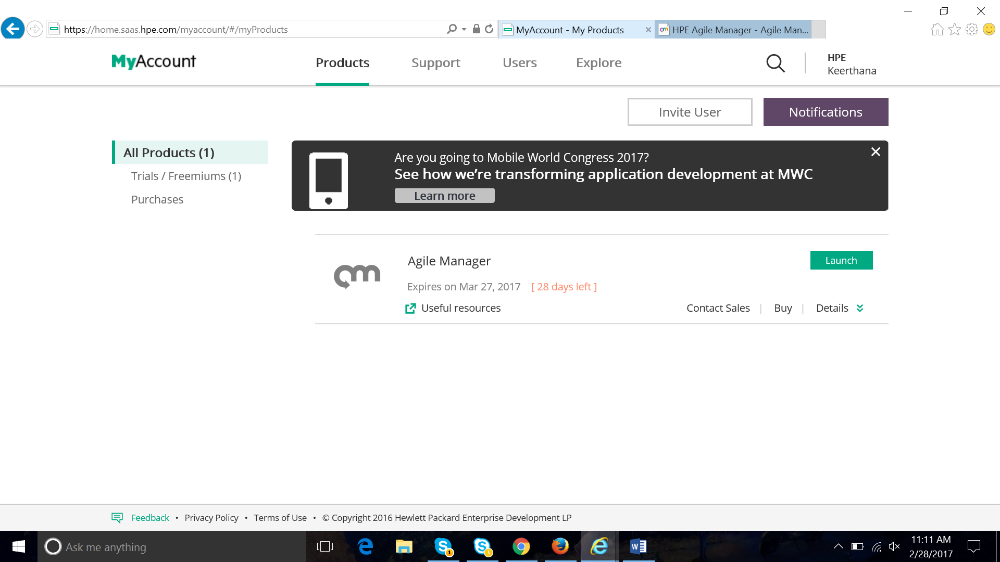 https://home.saas.hpe.com/myaccount/#/myProducts
MyAccount - My Products
HPE Agile Manager - Agile Man...
MyAccount
Products
Support
Users
Explore
HPE
Keerthana
Invite User
Notifications
All Products (1)
Trials / Freemiums (1)
Purchases
Are you going to Mobile World Congress 2017?
See how we’re transforming application development at MWC
Learn more
am
Agile Manager
Launch
Expires on Mar 27, 2017 [ 28 days left ]
Useful resources
Contact Sales | Buy | Details
Feedback • Privacy Policy • Terms of Use • © Copyright 2016 Hewlett Packard Enterprise Development LP
Ask me anything
11:11 AM
2/28/2017